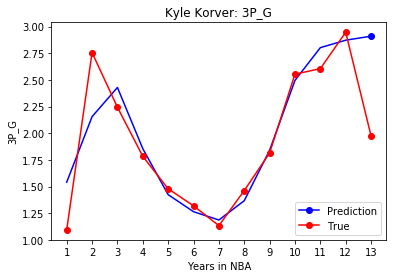 Kyle Korver: 3P_G
3P_G
3.00
2.75
2.50
2.25
2.00
1.75
1.50
1.25
1.00
1 2 3 4 5 6 7 8 9 10 11 12 13
Years in NBA
Prediction
True